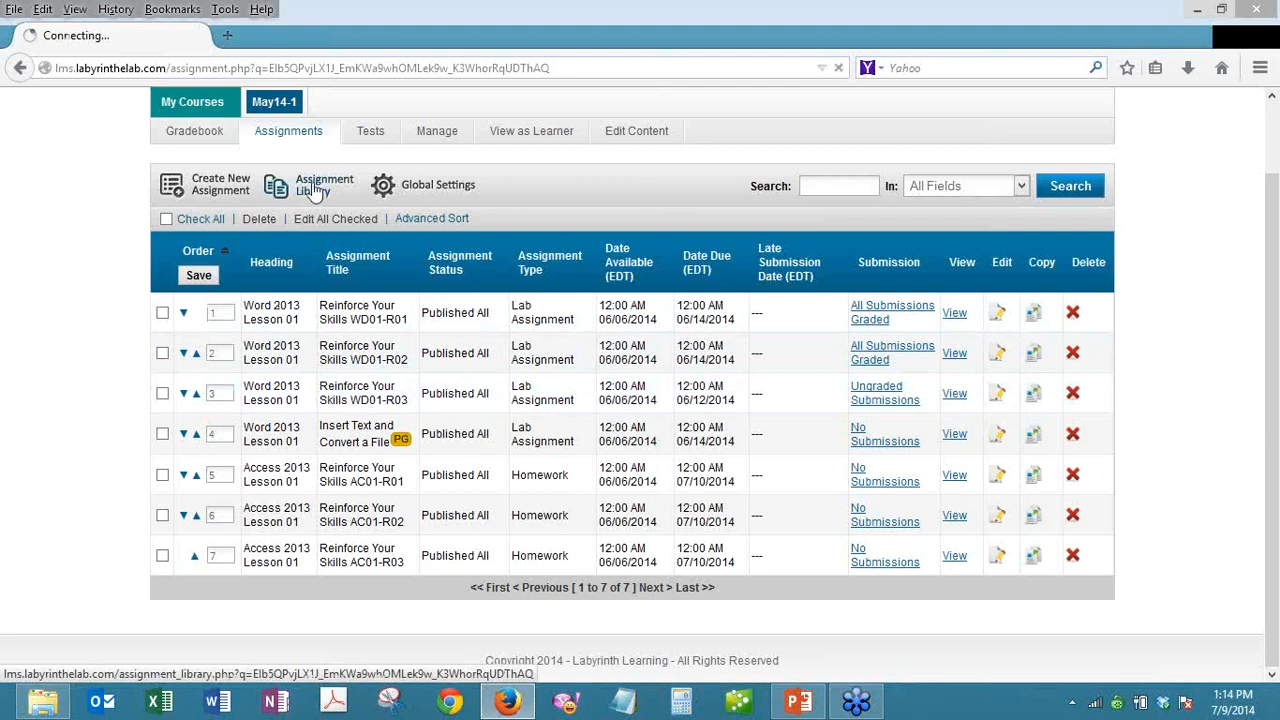 File Edit View History Bookmarks Tools Help
Connecting...
lms.labyrinthelab.com/assignment.php?q=EIb5QPvjLX1J_EmKWa9whOMLek9w_K3WhorRqUDThAQ
Yahoo
My Courses May14-1
Gradebook Assignments Tests Manage View as Learner Edit Content
Create New
Assignment
Assignment
Library
Global Settings
Search: In: All Fields Search
Check All | Delete | Edit All Checked | Advanced Sort
Order
Save
Heading
Assignment
Title
Assignment
Status
Assignment
Type
Date
Available
(EDT)
Date Due
(EDT)
Late
Submission
Date (EDT)
Submission
View
Edit
Copy
Delete
1 Word 2013 Reinforce Your Published All Lab 12:00 AM 12:00 AM --- All Submissions View
Lesson 01 Skills WD01-R01 Assignment 06/06/2014 06/14/2014 Graded
2 Word 2013 Reinforce Your Published All Lab 12:00 AM 12:00 AM --- All Submissions View
Lesson 01 Skills WD01-R02 Assignment 06/06/2014 06/14/2014 Graded
3 Word 2013 Reinforce Your Published All Lab 12:00 AM 12:00 AM --- Ungraded View
Lesson 01 Skills WD01-R03 Assignment 06/06/2014 06/12/2014 Submissions
4 Word 2013 Insert Text and Published All Lab 12:00 AM 12:00 AM --- No View
Lesson 01 Convert a File PG Assignment 06/06/2014 06/14/2014 Submissions
5 Access 2013 Reinforce Your Published All Homework 12:00 AM 12:00 AM --- No View
Lesson 01 Skills AC01-R01 06/06/2014 07/10/2014 Submissions
6 Access 2013 Reinforce Your Published All Homework 12:00 AM 12:00 AM --- No View
Lesson 01 Skills AC01-R02 06/06/2014 07/10/2014 Submissions
7 Access 2013 Reinforce Your Published All Homework 12:00 AM 12:00 AM --- No View
Lesson 01 Skills AC01-R03 06/06/2014 07/10/2014 Submissions
<< First < Previous [ 1 to 7 of 7 ] Next > Last >>
Copyright 2014 - Labyrinth Learning - All Rights Reserved
lms.labyrinthelab.com/assignment_library.php?q=EIb5QPvjLX1J_EmKWa9whOMLek9w_K3WhorRqUDThAQ
1:14 PM
7/9/2014